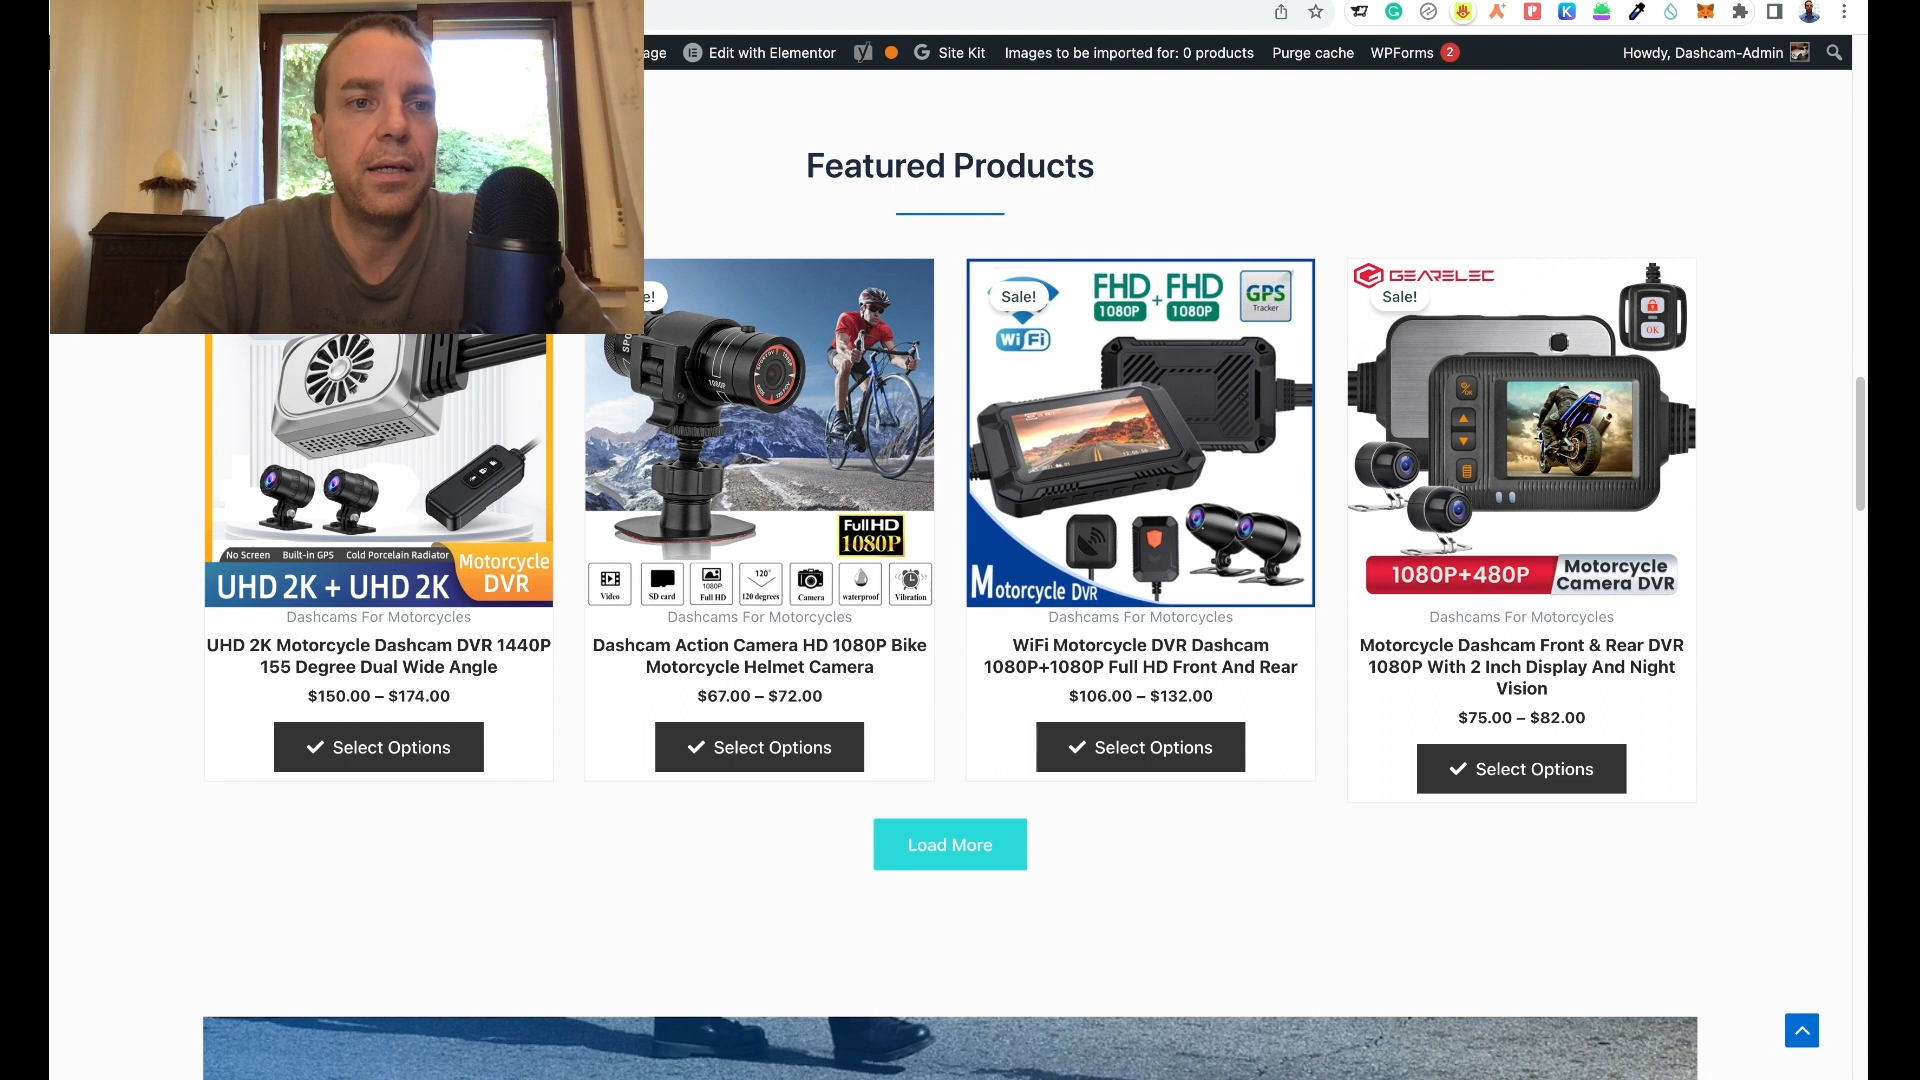 age
Edit with Elementor
Site Kit
Images to be imported for: 0 products
Purge cache
WPForms 2
Howdy, Dashcam-Admin
Featured Products
No Screen Built-in GPS Cold Porcelain Radiator
UHD 2K + UHD 2K
Motorcycle
DVR
e!
1080P
Full HD
1080P
Video
SD card
1080P
Full HD
120°
120 degrees
Camera
waterproof
Vibration
Sale!
FHD
1080P
+
FHD
1080P
GPS
Tracker
WiFi
Motorcycle DVR
GEARELEC
Sale!
OK
1080P+480P
Motorcycle
Camera DVR
Dashcams For Motorcycles
UHD 2K Motorcycle Dashcam DVR 1440P
155 Degree Dual Wide Angle
$150.00 – $174.00
Select Options
Dashcams For Motorcycles
Dashcam Action Camera HD 1080P Bike
Motorcycle Helmet Camera
$67.00 – $72.00
Select Options
Dashcams For Motorcycles
WiFi Motorcycle DVR Dashcam
1080P+1080P Full HD Front And Rear
$106.00 – $132.00
Select Options
Dashcams For Motorcycles
Motorcycle Dashcam Front & Rear DVR
1080P With 2 Inch Display And Night
Vision
$75.00 – $82.00
Select Options
Load More